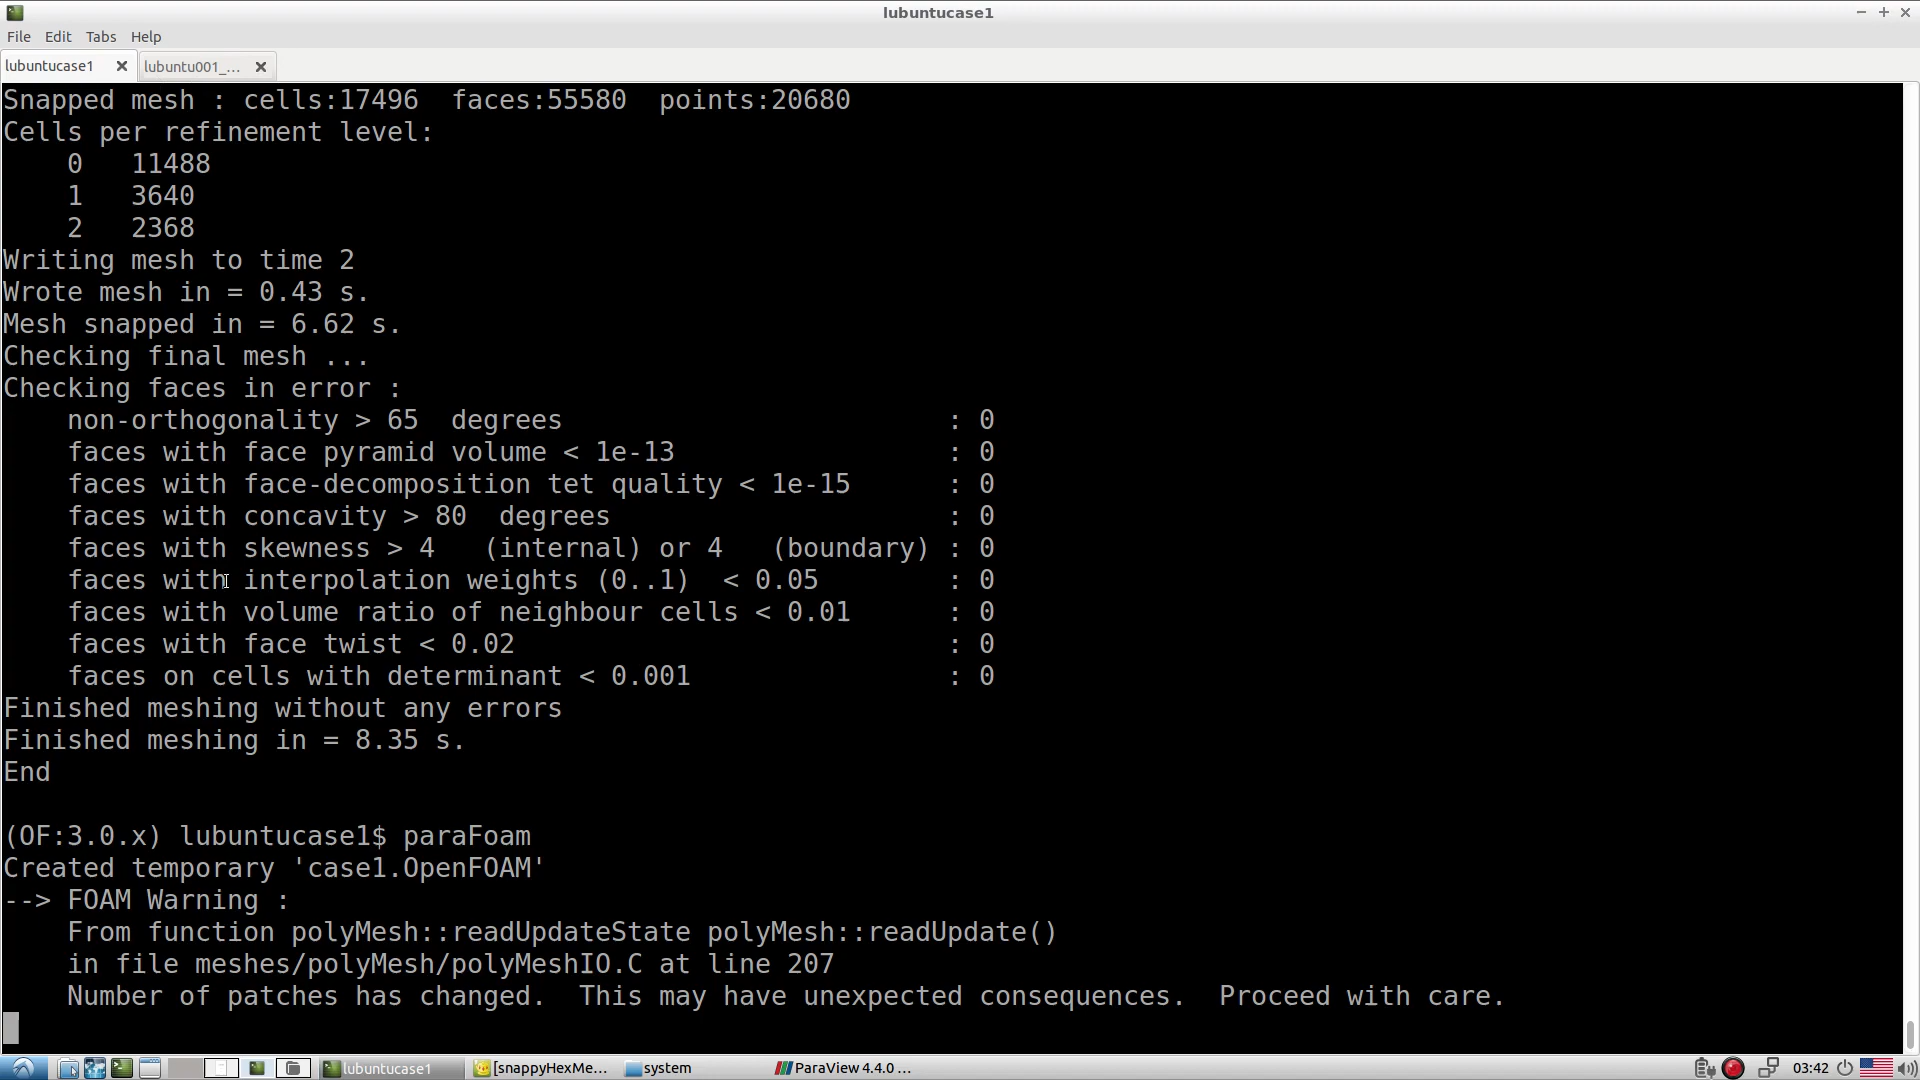 lubuntucase1
File Edit Tabs Help
lubuntucase1 lubuntu001_...
Snapped mesh : cells:17496  faces:55580  points:20680
Cells per refinement level:
    0   11488
    1   3640
    2   2368
Writing mesh to time 2
Wrote mesh in = 0.43 s.
Mesh snapped in = 6.62 s.
Checking final mesh ...
Checking faces in error :
    non-orthogonality > 65  degrees                        : 0
    faces with face pyramid volume < 1e-13                 : 0
    faces with face-decomposition tet quality < 1e-15      : 0
    faces with concavity > 80  degrees                     : 0
    faces with skewness > 4   (internal) or 4   (boundary) : 0
    faces with interpolation weights (0..1)  < 0.05        : 0
    faces with volume ratio of neighbour cells < 0.01      : 0
    faces with face twist < 0.02                           : 0
    faces on cells with determinant < 0.001                : 0
Finished meshing without any errors
Finished meshing in = 8.35 s.
End
(OF:3.0.x) lubuntucase1$ paraFoam
Created temporary 'case1.OpenFOAM'
--> FOAM Warning :
    From function polyMesh::readUpdateState polyMesh::readUpdate()
    in file meshes/polyMesh/polyMeshIO.C at line 207
    Number of patches has changed.  This may have unexpected consequences.  Proceed with care.
lubuntucase1 [snappyHexMe... system ParaView 4.4.0 ... 03:42